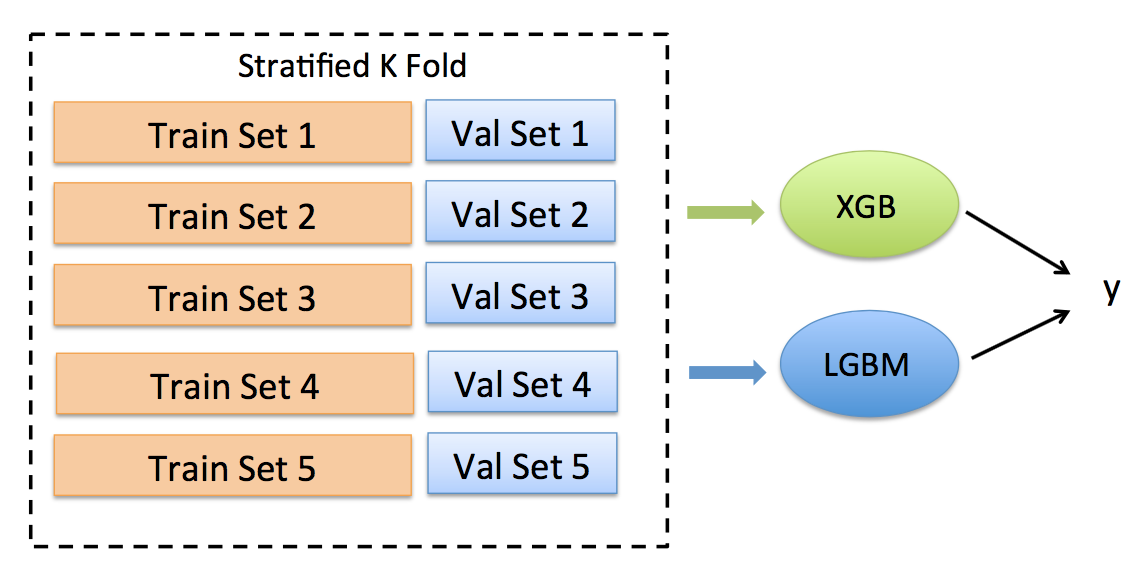 Stratified K Fold
Train Set 1
Val Set 1
Train Set 2
Val Set 2
Train Set 3
Val Set 3
Train Set 4
Val Set 4
Train Set 5
Val Set 5
XGB
LGBM
y